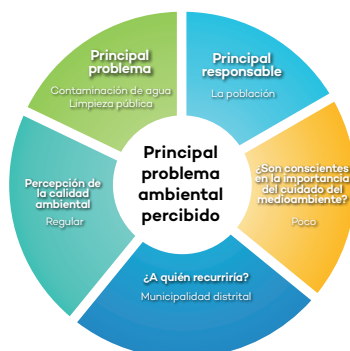 Principal
problema
Contaminación de agua
Limpieza pública
Principal
responsable
La población
¿Son conscientes
en la importancia
del cuidado del
medioambiente?
Poco
¿A quién recurriría?
Municipalidad distrital
Percepción de
la calidad
ambiental
Regular
Principal
problema
ambiental
percibido